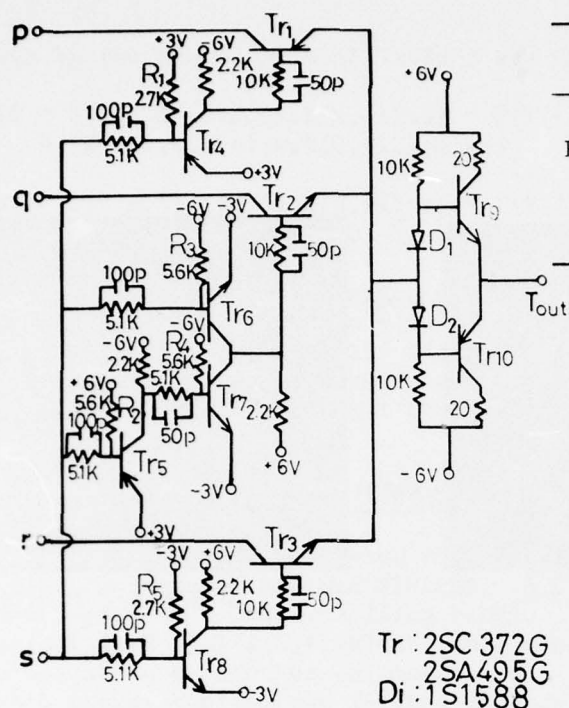 p
+3V
-6V
Tr1
R1
2.7K
2.2K
10K
50p
100p
5.1K
Tr4
+3V
+6V
q
Tr2
10K
20
-6V
-3V
Tr9
R3
5.6K
10K
50p
D1
100p
5.1K
Tr6
Tout
-6V
-6V
R4
D2
2.2K
5.6K
5.1K
Tr10
+6V
5.6K
R2
Tr7
2.2K
10K
20
100p
50p
5.1K
Tr5
+6V
-6V
-3V
+3V
r
Tr3
-3V
+6V
R5
2.7K
2.2K
10K
50p
100p
s
5.1K
Tr8
-3V
Tr : 2SC 372G
2SA495G
Di : 1S1588